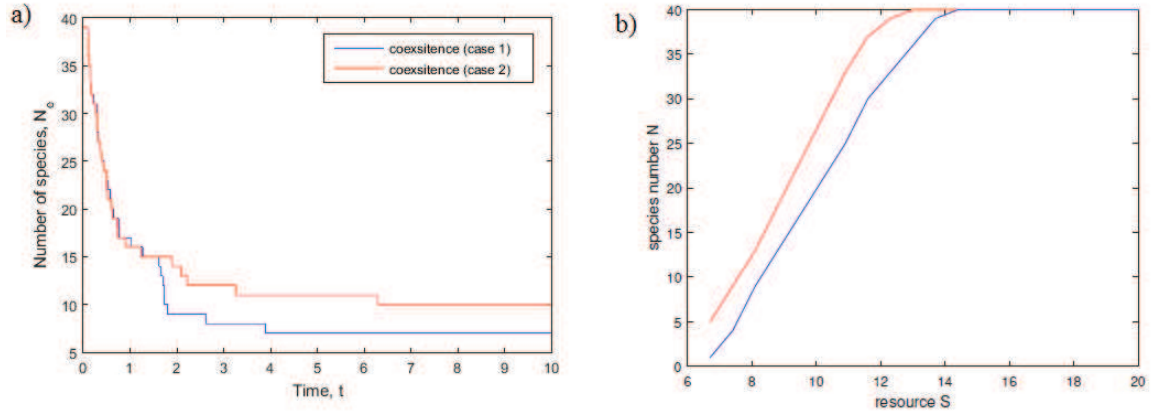 a)
40
35
30
25
20
15
10
5
Number of species, N_e
0 1 2 3 4 5 6 7 8 9 10
Time, t
coexsitence (case 1)
coexsitence (case 2)
b)
40
35
30
25
20
15
10
5
0
species number N
6 8 10 12 14 16 18 20
resource S